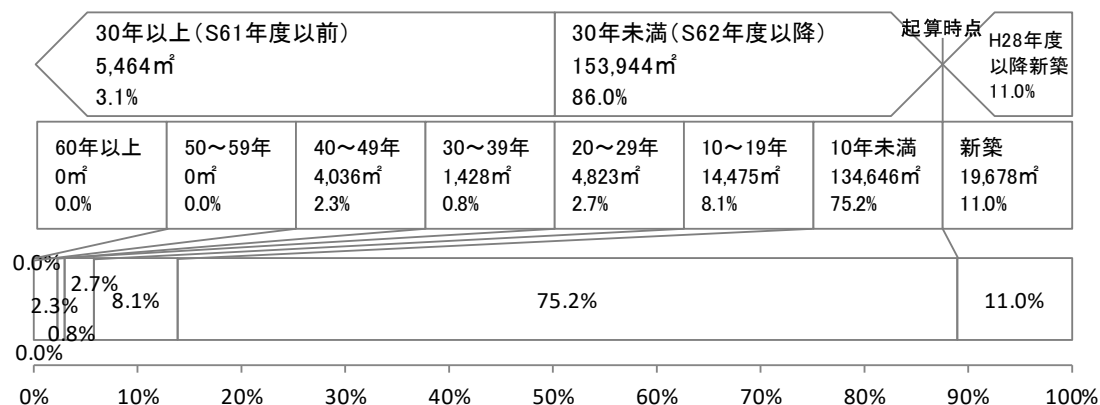 30年以上（S61年度以前）
5,464㎡
3.1%
30年未満（S62年度以降）
153,944㎡
86.0%
起算時点
H28年度
以降新築
11.0%
60年以上
0㎡
0.0%
50～59年
0㎡
0.0%
40～49年
4,036㎡
2.3%
30～39年
1,428㎡
0.8%
20～29年
4,823㎡
2.7%
10～19年
14,475㎡
8.1%
10年未満
134,646㎡
75.2%
新築
19,678㎡
11.0%
0.0%
0.0%
2.3%
0.8%
2.7%
8.1%
75.2%
11.0%
0% 10% 20% 30% 40% 50% 60% 70% 80% 90% 100%